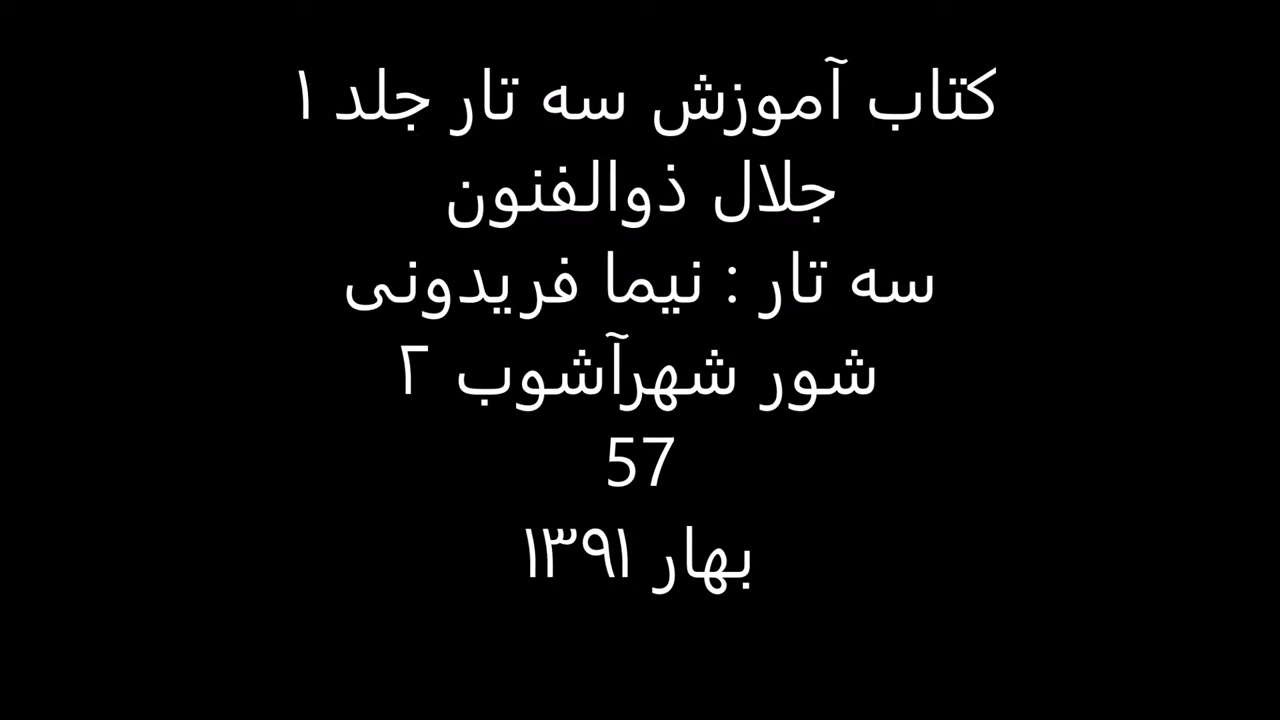 کتاب آموزش سه تار جلد ۱
جلال ذوالفنون
سه تار : نیما فریدونی
شور شهرآشوب ۲
57
بهار ۱۳۹۱